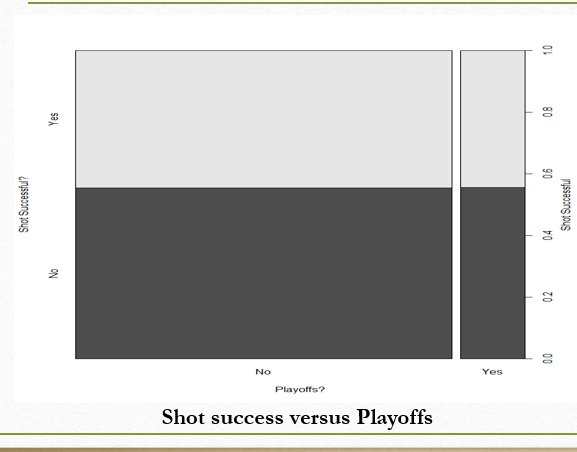 Shot Successful?
Yes
No
1.0
0.8
0.6
0.4
0.2
0.0
Shot Successful
No
Yes
Playoffs?
Shot success versus Playoffs